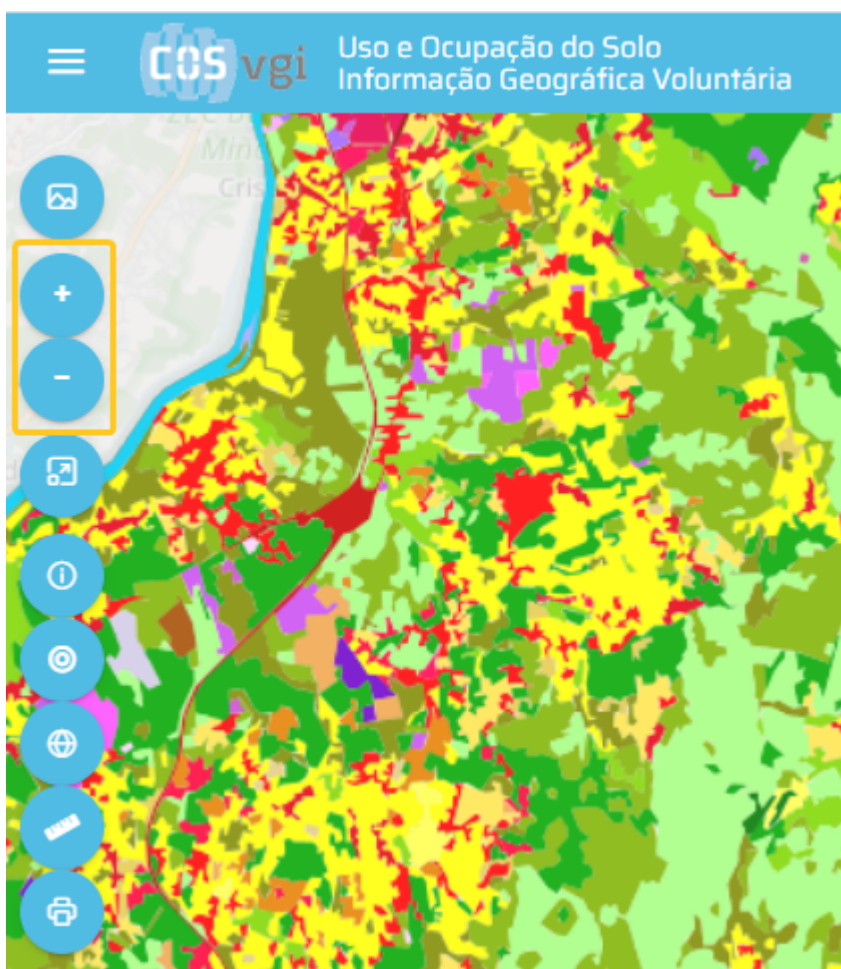 COS vgi
Uso e Ocupação do Solo
Informação Geográfica Voluntária
+
−